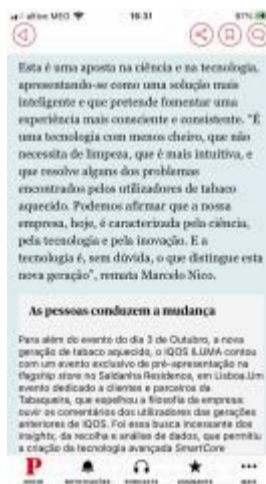 altice MEO 16:31 87%
Esta é uma aposta na ciência e na tecnologia,
apresentando-se como uma solução mais
inteligente e que pretende fomentar uma
experiência mais consciente e consistente. “É
uma tecnologia com menos cheiro, que não
necessita de limpeza, que é mais intuitiva, e
que resolve alguns dos problemas
encontrados pelos utilizadores de tabaco
aquecido. Podemos afirmar que a nossa
empresa, hoje, é caracterizada pela ciência,
pela tecnologia e pela inovação. E a
tecnologia é, sem dúvida, o que distingue esta
nova geração”, remata Marcelo Nico.
As pessoas conduzem a mudança
Para além do evento do dia 3 de Outubro, a nova
geração de tabaco aquecido, o IQOS ILUMA contou
com um evento exclusivo de pré-apresentação na
flagship store no Saldanha Residence, em Lisboa.Um
evento dedicado a clientes e parceiros da
Tabaqueira, que espelhou a filosofia da empresa:
ouvir os comentários dos utilizadores das gerações
anteriores de IQOS. Foi essa busca incessante dos
insights, da recolha e análise de dados, que permitiu
a criação da tecnologia avançada SmartCore
P